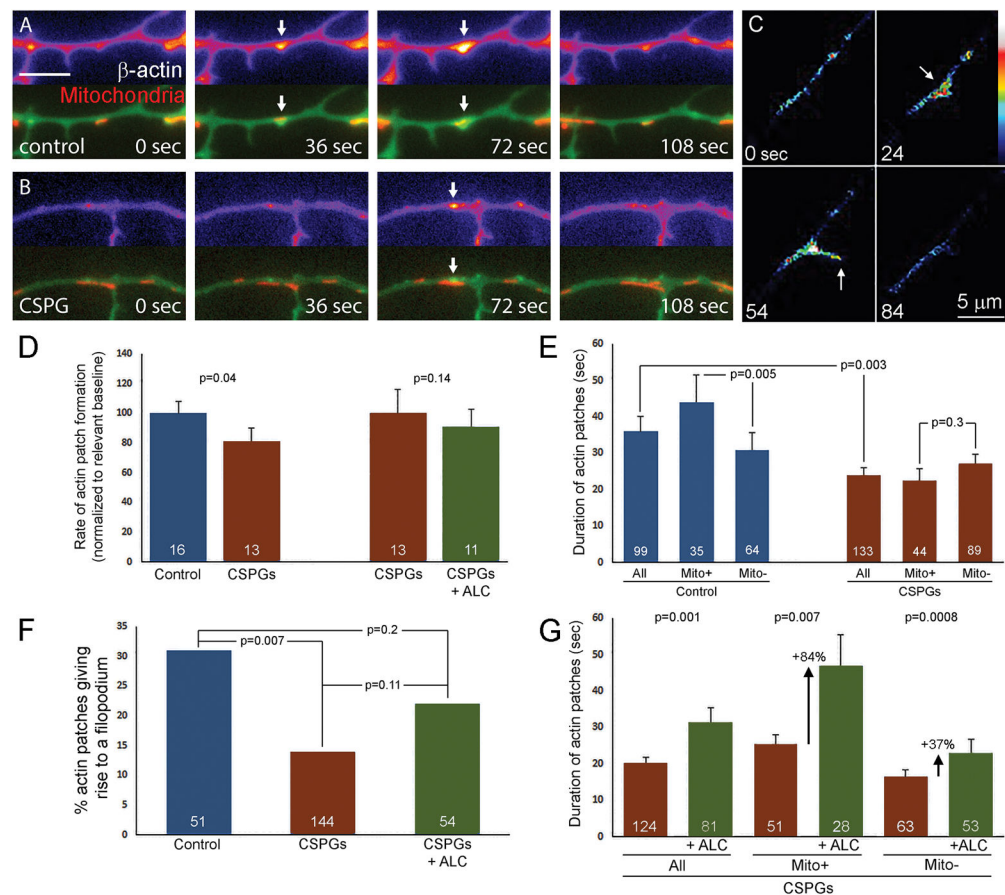 A
β-actin
Mitochondria
control
0 sec
36 sec
72 sec
108 sec
B
CSPG
0 sec
36 sec
72 sec
108 sec
C
0 sec
24
54
84
5 μm
D
Rate of actin patch formation
(normalized to relevant baseline)
140
120
100
80
60
40
20
0
p=0.04
p=0.14
16
13
13
11
Control
CSPGs
CSPGs
CSPGs
+ ALC
E
Duration of actin patches (sec)
60
50
40
30
20
10
0
p=0.003
p=0.005
p=0.3
99
35
64
133
44
89
All
Mito+
Mito-
All
Mito+
Mito-
Control
CSPGs
F
% actin patches giving
rise to a filopodium
35
30
25
20
15
10
5
0
p=0.2
p=0.007
p=0.11
51
144
54
Control
CSPGs
CSPGs
+ ALC
G
Duration of actin patches (sec)
60
50
40
30
20
10
0
p=0.001
p=0.007
p=0.0008
+84%
+37%
124
81
51
28
63
53
+ ALC
+ ALC
+ALC
All
Mito+
Mito-
CSPGs